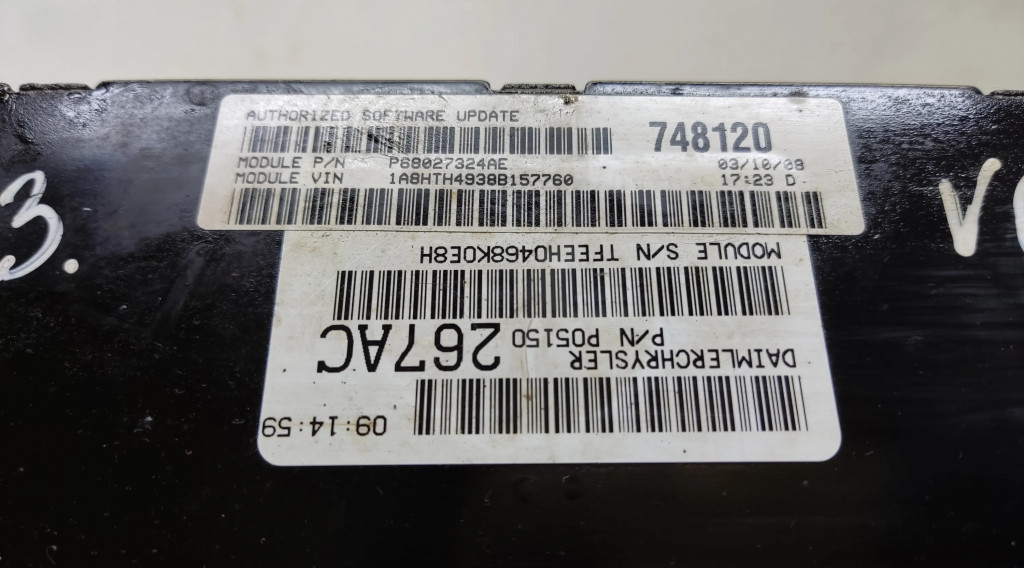 AUTHORIZED SOFTWARE UPDATE
748120
MODULE P/N P68027324AE 03/10/08
MODULE VIN 1A8HTH4938B157760 17:23 D
MODULE S/N TFEEH0468K0E8H
P/N P05150
267AC
DAIMLERCHRYSLER
09:14:59
3.
V